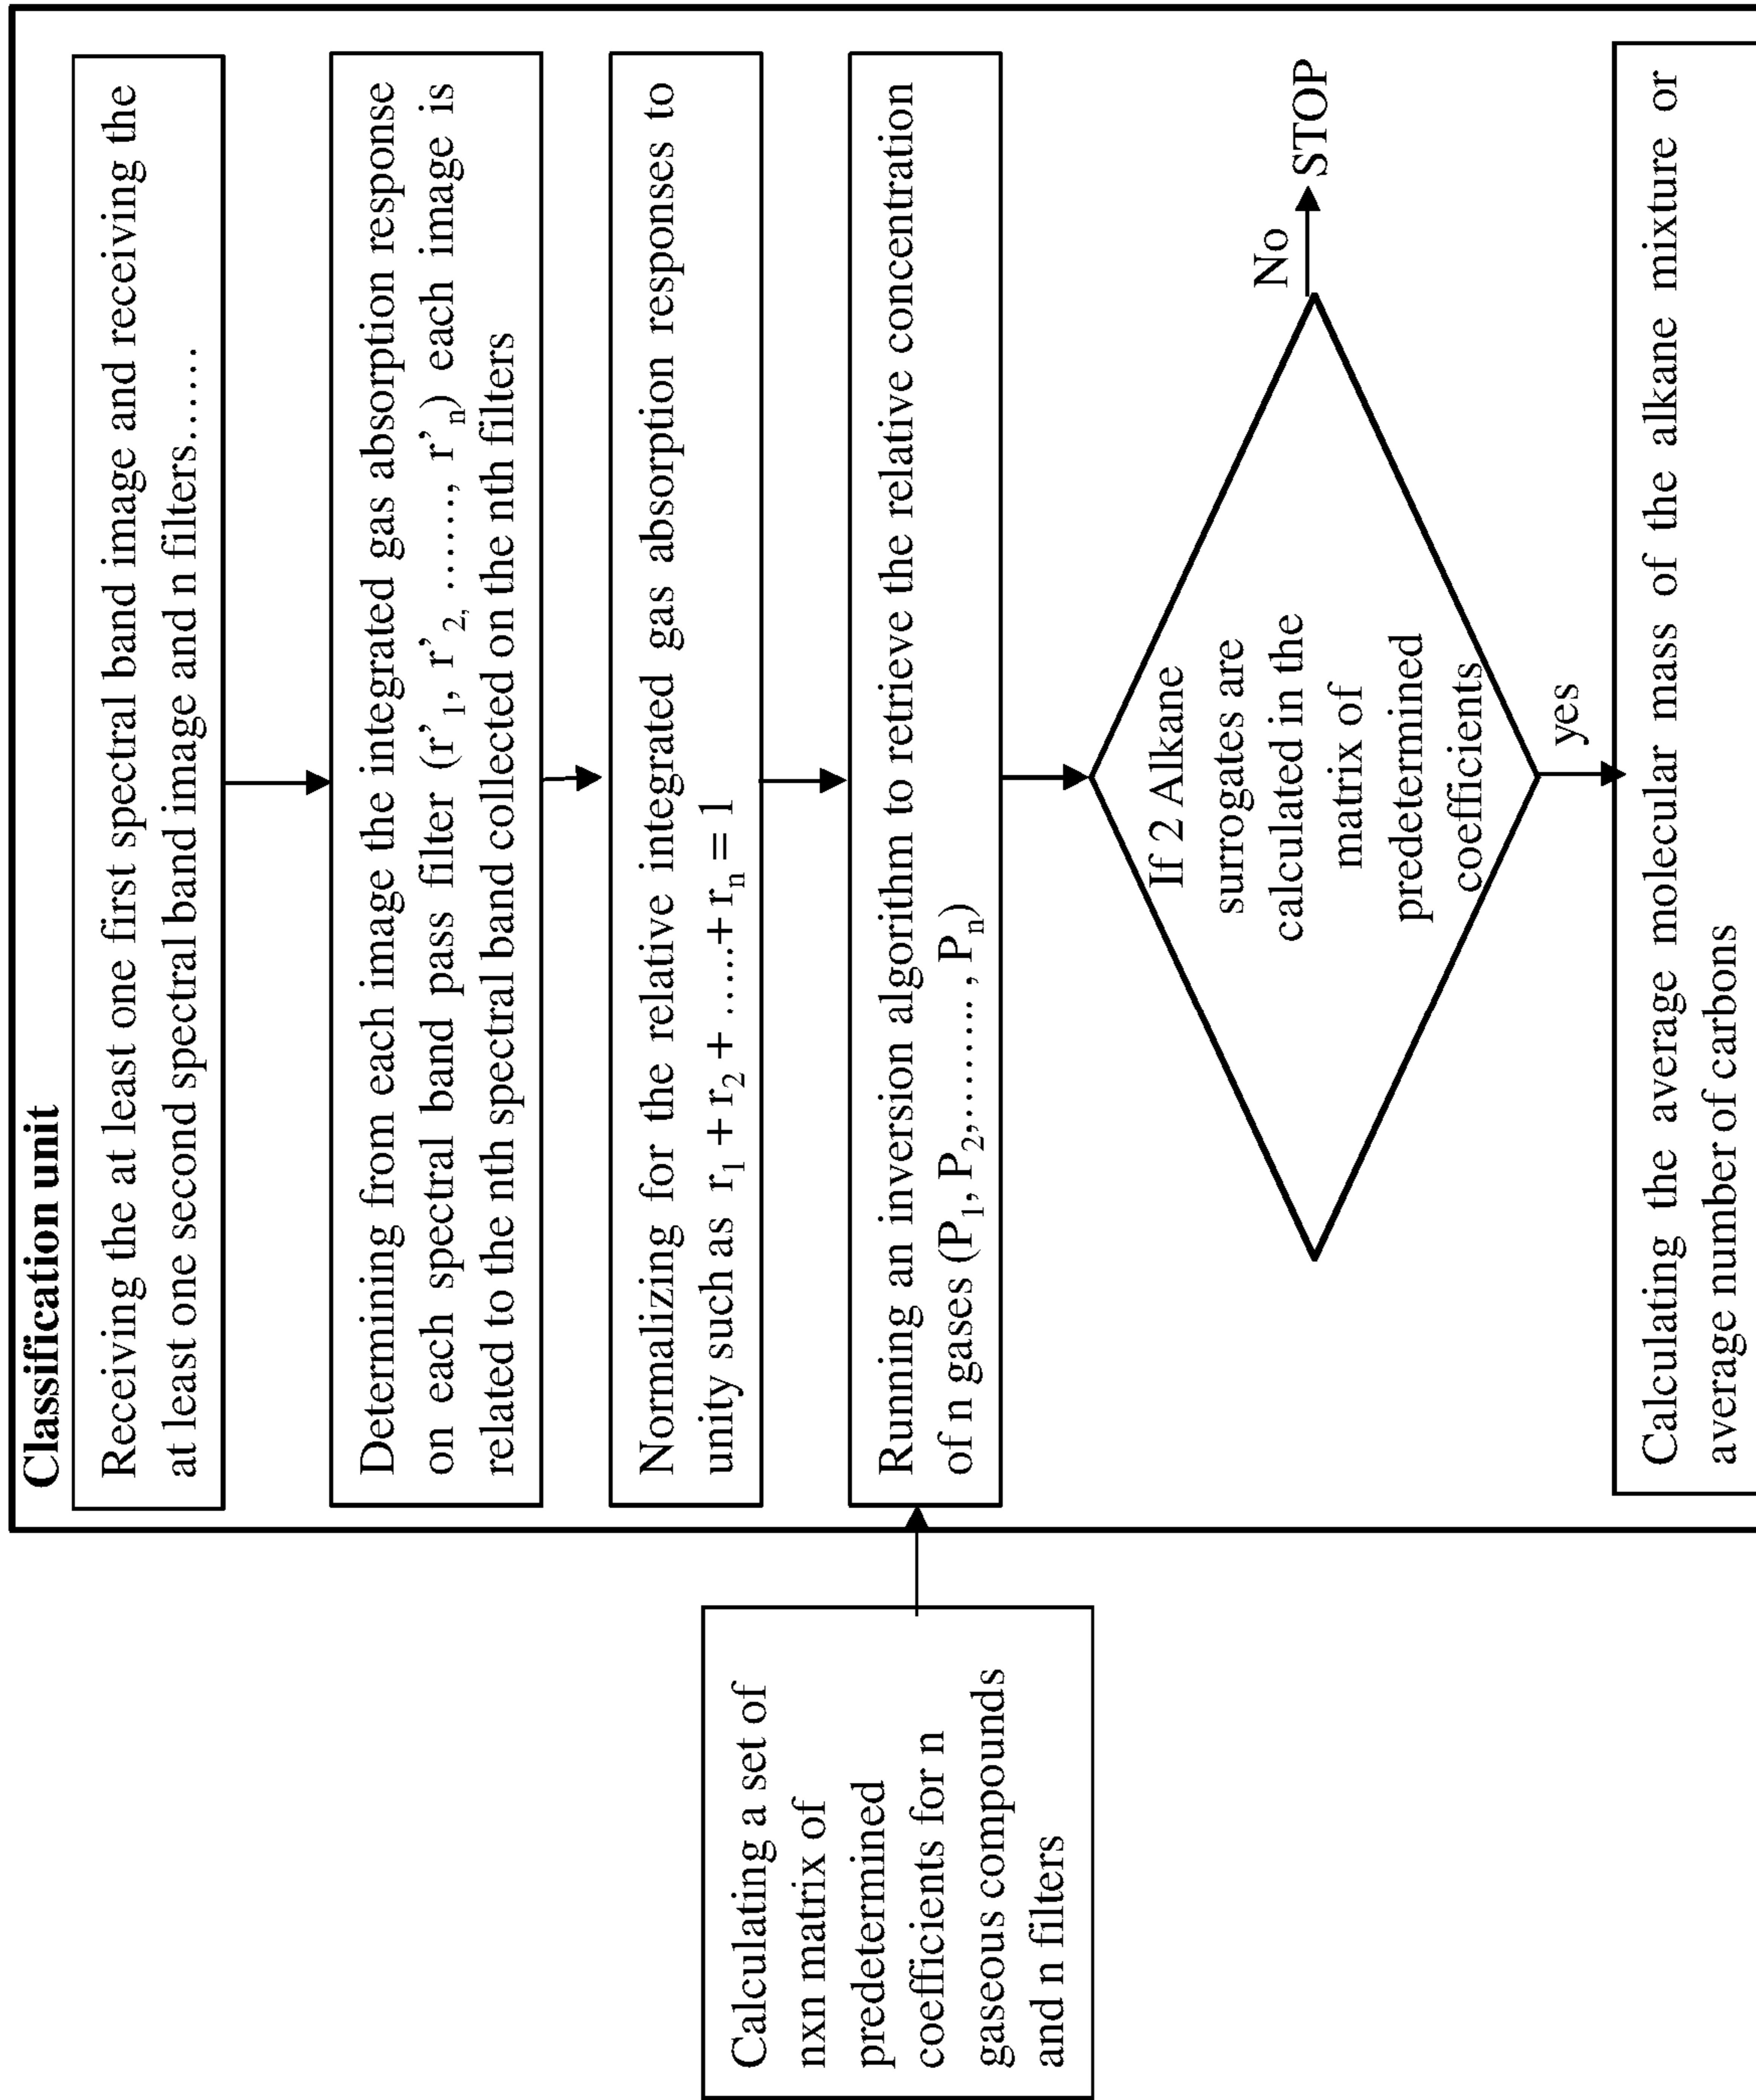 Classification unit
Receiving the at least one first spectral band image and receiving the
at least one second spectral band image and n filters.......
Determining from each image the integrated gas absorption response
on each spectral band pass filter (r’1, r’2, ......., r’n) each image is
related to the nth spectral band collected on the nth filters
Normalizing for the relative integrated gas absorption responses to
unity such as r1 + r2 + .....+ rn = 1
Calculating a set of
nxn matrix of
predetermined
coefficients for n
gaseous compounds
and n filters
Running an inversion algorithm to retrieve the relative concentration
of n gases (P1, P2,.........., Pn)
If 2 Alkane
surrogates are
calculated in the
matrix of
predetermined
coefficients
No
STOP
yes
Calculating the average molecular mass of the alkane mixture or
average number of carbons